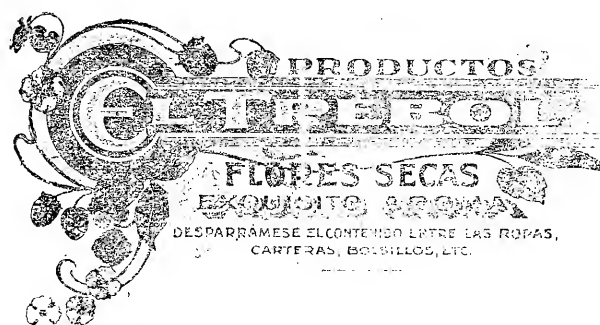 PRODUCTOS
EL TREBOL
FLORES SECAS
EXQUISITO AROMA
DESPARRÁMESE EL CONTENIDO ENTRE LAS ROPAS,
CARTERAS, BOLSILLOS, ETC.